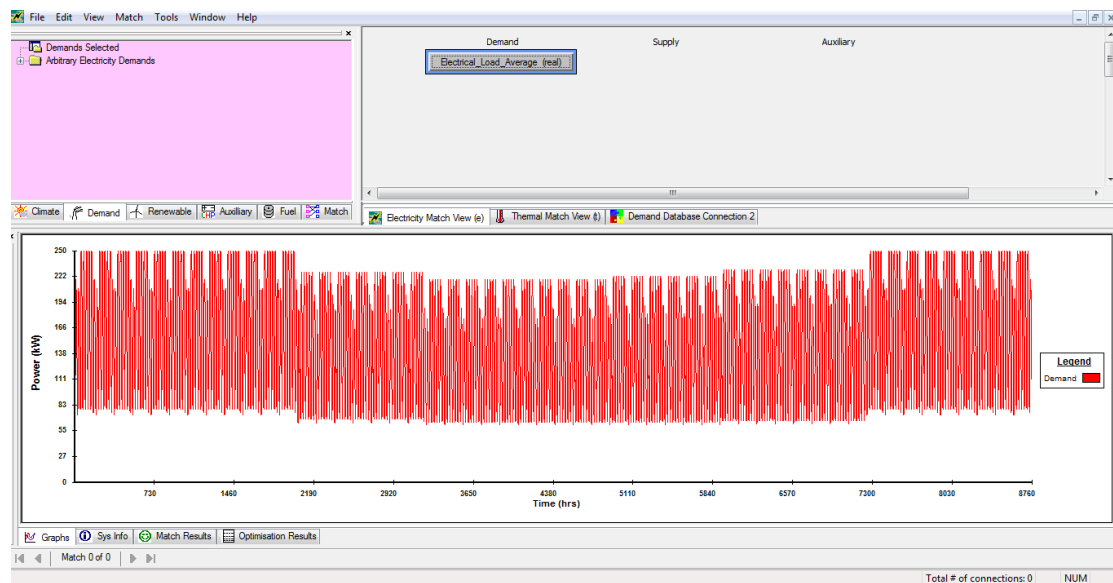 File Edit View Match Tools Window Help
Demands Selected
Arbitrary Electricity Demands
Climate Demand Renewable CHP Auxiliary Fuel Match
Demand Supply Auxiliary
Electrical_Load_Average (real)
Electricity Match View (e) Thermal Match View (t) Demand Database Connection 2
Power (kW)
250
222
194
166
138
111
83
55
27
0
730 1460 2190 2920 3650 4380 5110 5840 6570 7300 8030 8760
Time (hrs)
Legend
Demand
Graphs Sys Info Match Results Optimisation Results
Match 0 of 0
Total # of connections: 0 NUM